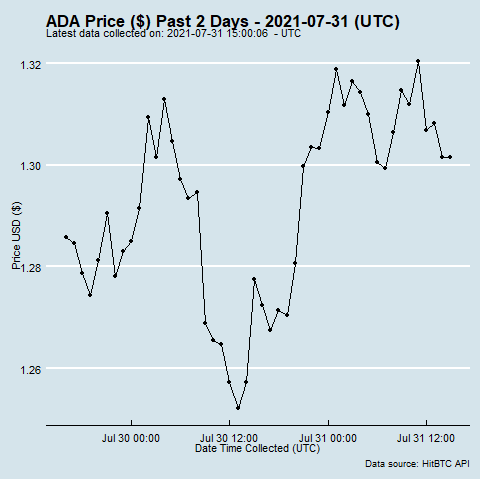 ADA Price ($) Past 2 Days - 2021-07-31 (UTC)
Latest data collected on: 2021-07-31 15:00:06 - UTC
1.32
1.30
1.28
1.26
Price USD ($)
Jul 30 00:00 Jul 30 12:00 Jul 31 00:00 Jul 31 12:00
Date Time Collected (UTC)
Data source: HitBTC API